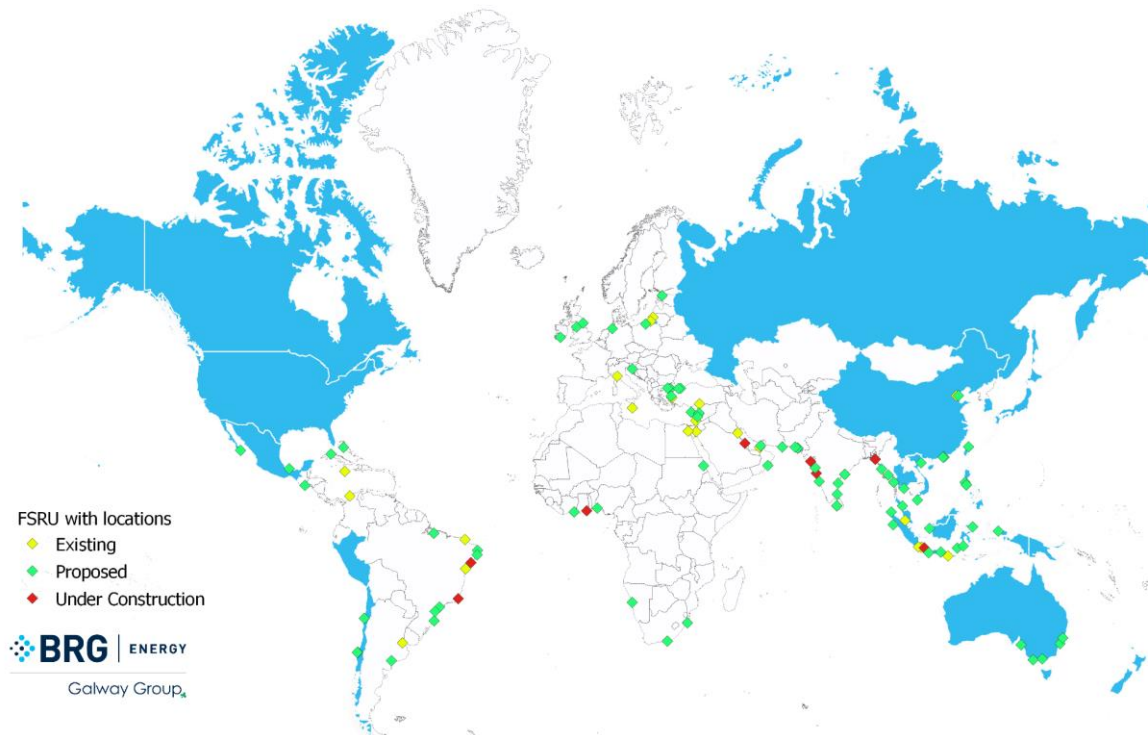 FSRU with locations
Existing
Proposed
Under Construction
BRG | ENERGY
Galway Group